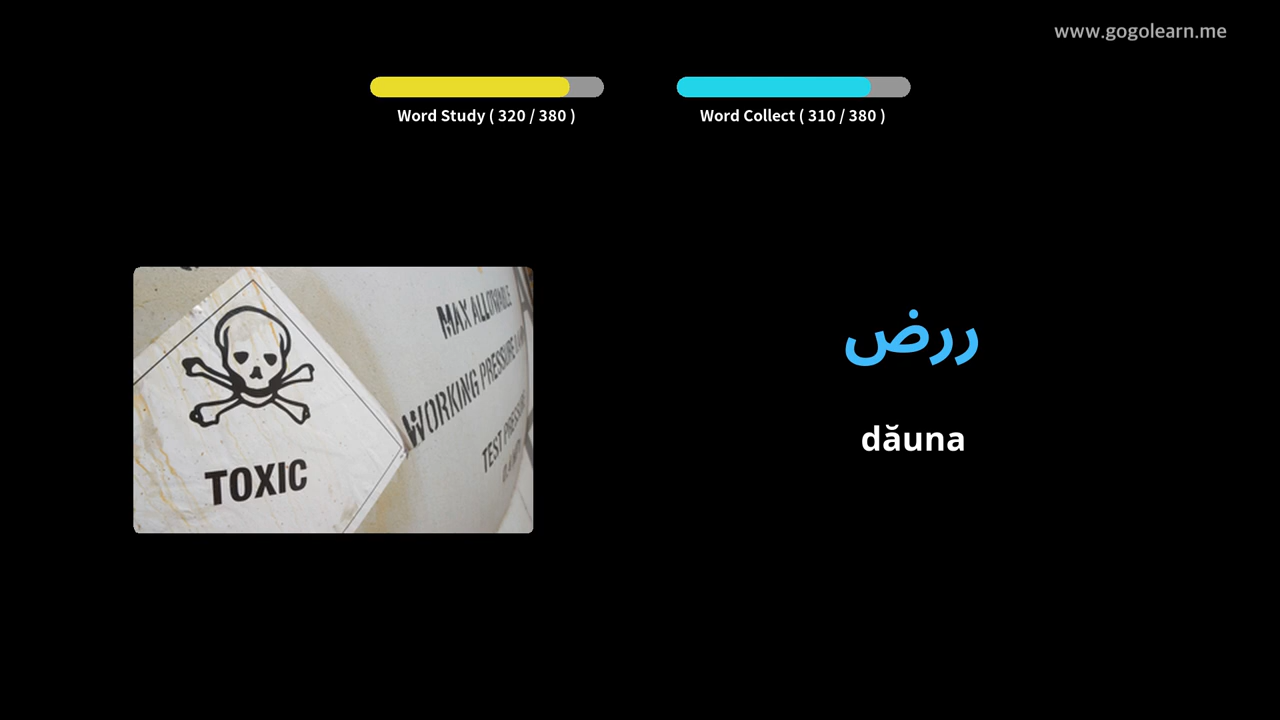 www.gogolearn.me
Word Study ( 320 / 380 )
Word Collect ( 310 / 380 )
MAX ALLOWABLE
WORKING PRESSURE
TEST
TOXIC
ررض
dăuna